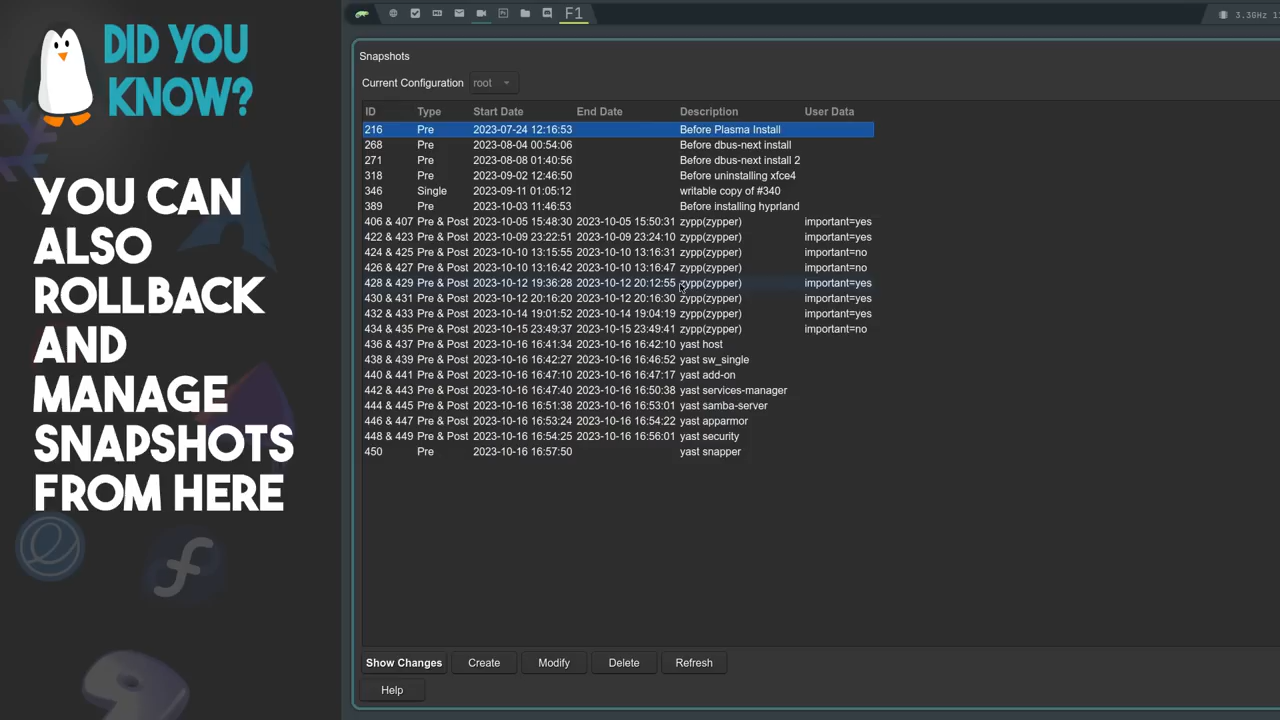 DID YOU
KNOW?
YOU CAN
ALSO
ROLLBACK
AND
MANAGE
SNAPSHOTS
FROM HERE
F1
3.3GHz
Snapshots
Current Configuration root
ID Type Start Date End Date Description User Data
216 Pre 2023-07-24 12:16:53 Before Plasma Install
268 Pre 2023-08-04 00:54:06 Before dbus-next install
271 Pre 2023-08-08 01:40:56 Before dbus-next install 2
318 Pre 2023-09-02 12:46:50 Before uninstalling xfce4
346 Single 2023-09-11 01:05:12 writable copy of #340
389 Pre 2023-10-03 11:46:53 Before installing hyprland
406 & 407 Pre & Post 2023-10-05 15:48:30 2023-10-05 15:50:31 zypp(zypper) important=yes
422 & 423 Pre & Post 2023-10-09 23:22:51 2023-10-09 23:24:10 zypp(zypper) important=yes
424 & 425 Pre & Post 2023-10-10 13:15:55 2023-10-10 13:16:31 zypp(zypper) important=no
426 & 427 Pre & Post 2023-10-10 13:16:42 2023-10-10 13:16:47 zypp(zypper) important=no
428 & 429 Pre & Post 2023-10-12 19:36:28 2023-10-12 20:12:55 zypp(zypper) important=yes
430 & 431 Pre & Post 2023-10-12 20:16:20 2023-10-12 20:16:30 zypp(zypper) important=yes
432 & 433 Pre & Post 2023-10-14 19:01:52 2023-10-14 19:04:19 zypp(zypper) important=yes
434 & 435 Pre & Post 2023-10-15 23:49:37 2023-10-15 23:49:41 zypp(zypper) important=no
436 & 437 Pre & Post 2023-10-16 16:41:34 2023-10-16 16:42:10 yast host
438 & 439 Pre & Post 2023-10-16 16:42:27 2023-10-16 16:46:52 yast sw_single
440 & 441 Pre & Post 2023-10-16 16:47:10 2023-10-16 16:47:17 yast add-on
442 & 443 Pre & Post 2023-10-16 16:47:40 2023-10-16 16:50:38 yast services-manager
444 & 445 Pre & Post 2023-10-16 16:51:38 2023-10-16 16:53:01 yast samba-server
446 & 447 Pre & Post 2023-10-16 16:53:24 2023-10-16 16:54:22 yast apparmor
448 & 449 Pre & Post 2023-10-16 16:54:25 2023-10-16 16:56:01 yast security
450 Pre 2023-10-16 16:57:50 yast snapper
Show Changes Create Modify Delete Refresh
Help